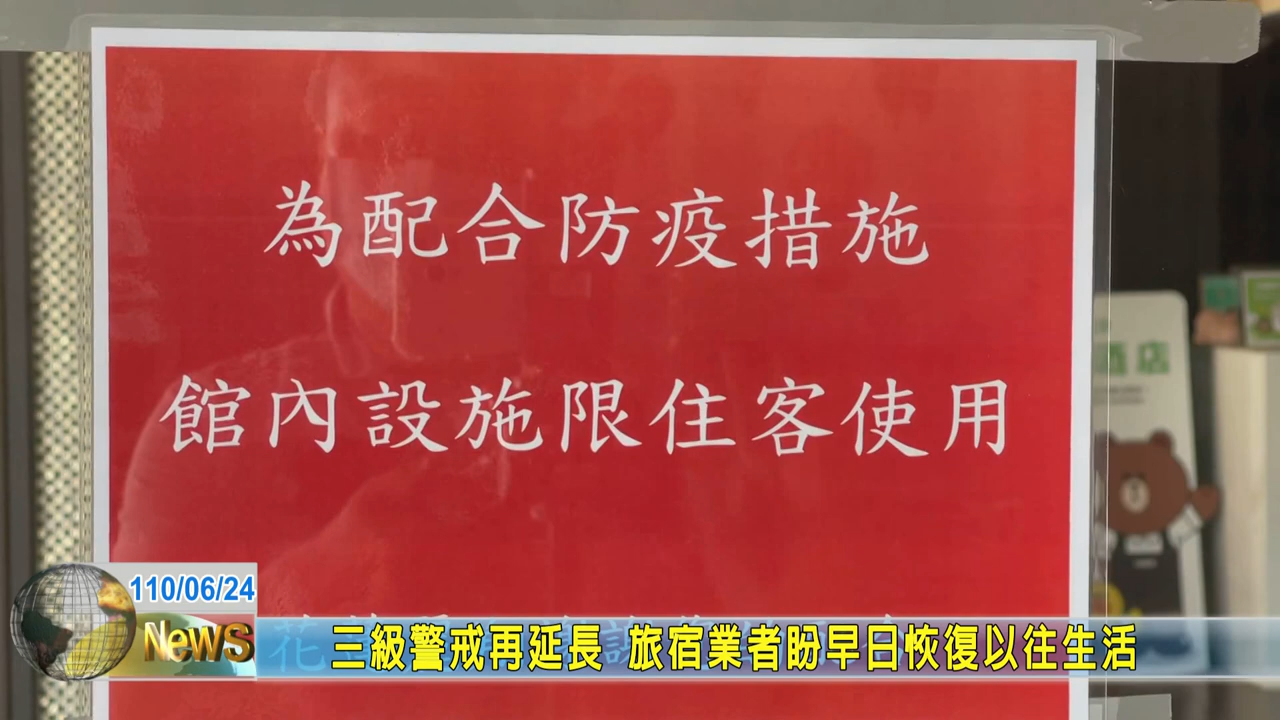 為配合防疫措施
館內設施限住客使用
酒店
110/06/24
News
三級警戒再延長 旅宿業者盼早日恢復以往生活